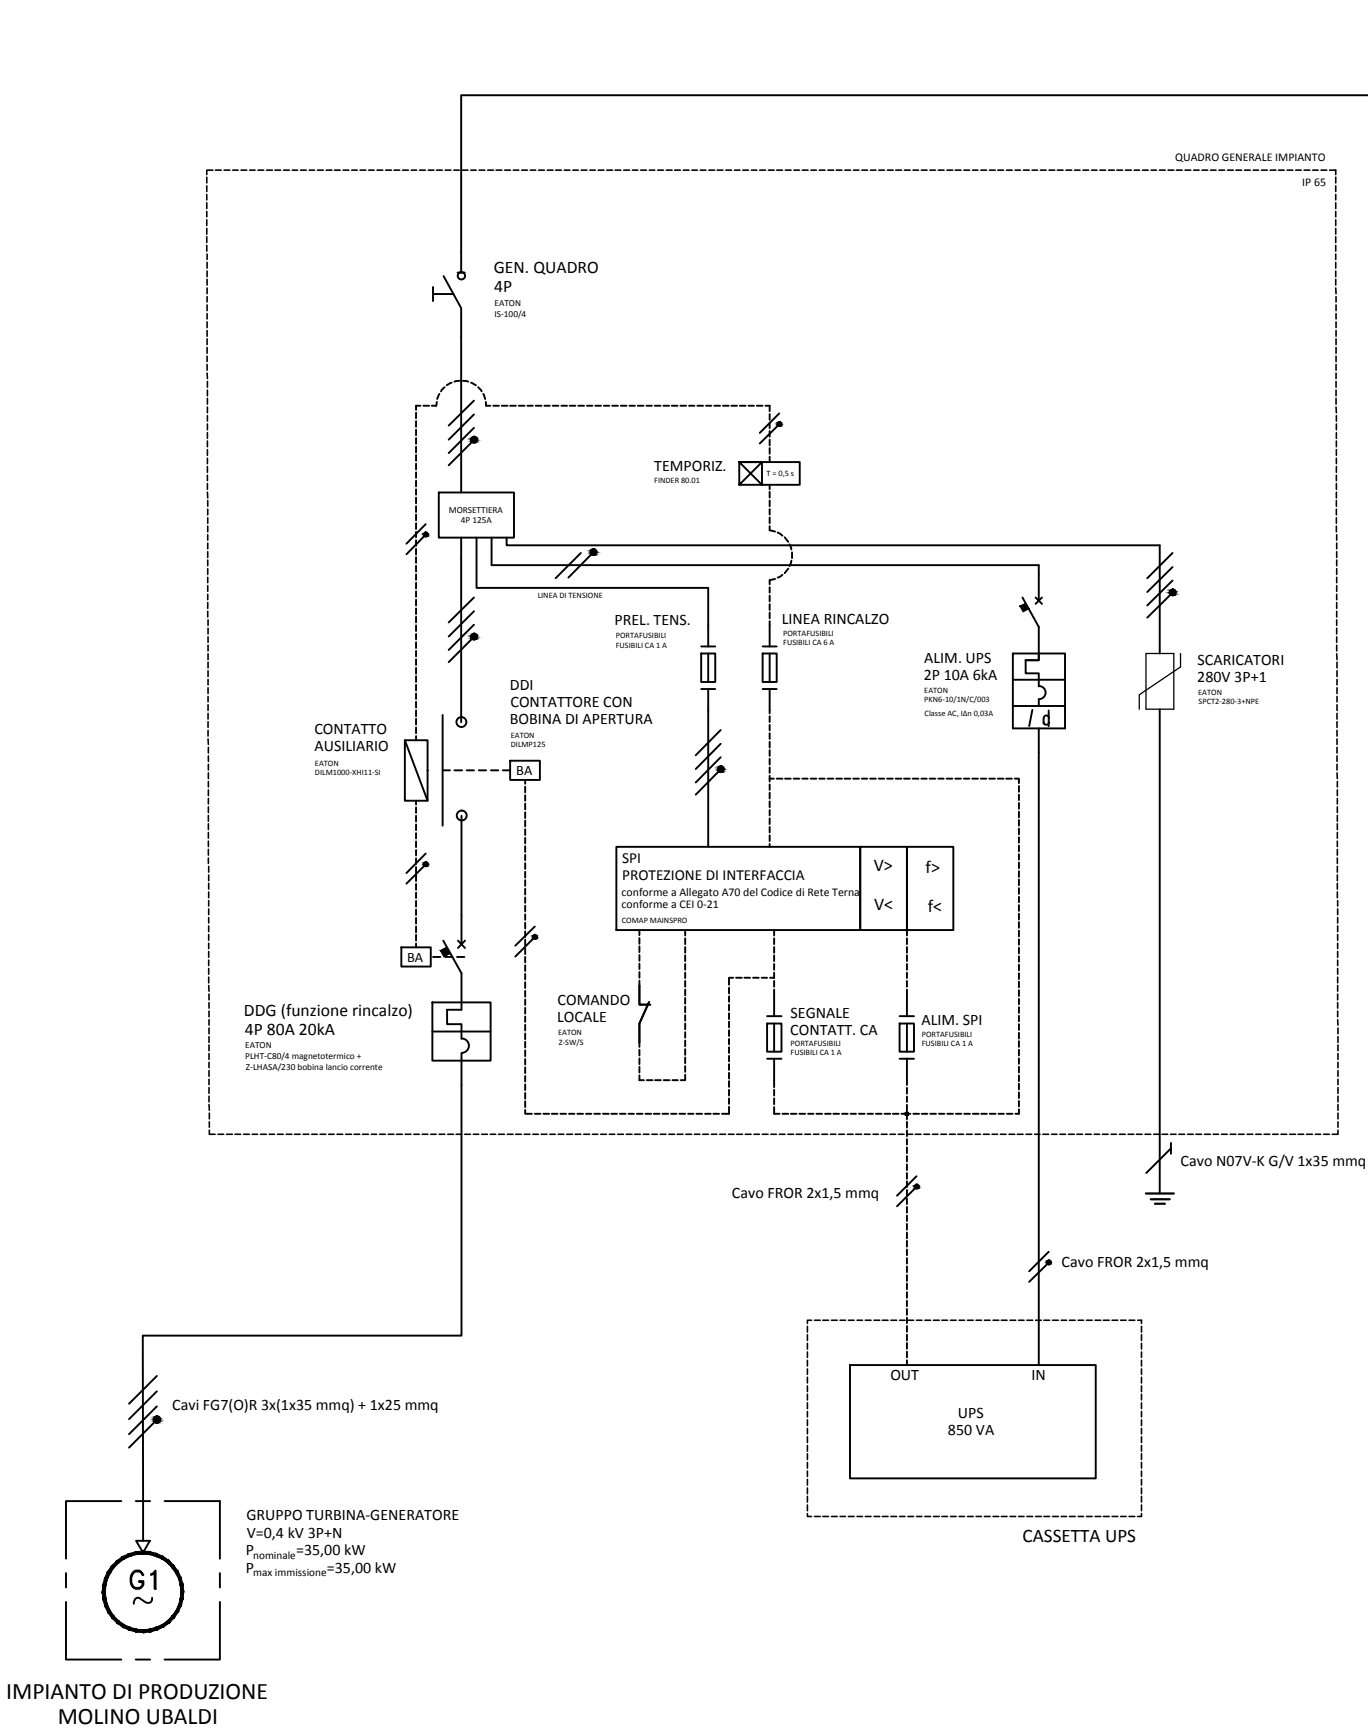 QUADRO GENERALE IMPIANTO
IP 65
GEN. QUADRO
4P
EATON
IS-100/4
TEMPORIZ.
FINDER 80.01
T = 0,5 s
MORSETTIERA
4P 125A
LINEA DI TENSIONE
PREL. TENS.
PORTAFUSIBILI
FUSIBILI CA 1 A
LINEA RINCALZO
PORTAFUSIBILI
FUSIBILI CA 6 A
ALIM. UPS
2P 10A 6kA
EATON
PKN6-10/1N/C/003
Classe AC, IΔn 0,03A
I d
SCARICATORI
280V 3P+1
EATON
SPCT2-280-3+NPE
DDI
CONTATTORE CON
BOBINA DI APERTURA
EATON
DILMP125
BA
CONTATTO
AUSILIARIO
EATON
DILM1000-XHI11-SI
SPI
PROTEZIONE DI INTERFACCIA
conforme a Allegato A70 del Codice di Rete Terna
conforme a CEI 0-21
COMAP MAINSPRO
V>
f>
V<
f<
BA
DDG (funzione rincalzo)
4P 80A 20kA
EATON
PLHT-C80/4 magnetotermico +
Z-LHASA/230 bobina lancio corrente
COMANDO
LOCALE
EATON
Z-SW/S
SEGNALE
CONTATT. CA
PORTAFUSIBILI
FUSIBILI CA 1 A
ALIM. SPI
PORTAFUSIBILI
FUSIBILI CA 1 A
Cavo N07V-K G/V 1x35 mmq
Cavo FROR 2x1,5 mmq
Cavo FROR 2x1,5 mmq
OUT
IN
UPS
850 VA
CASSETTA UPS
Cavi FG7(O)R 3x(1x35 mmq) + 1x25 mmq
GRUPPO TURBINA-GENERATORE
V=0,4 kV 3P+N
Pnominale=35,00 kW
Pmax immissione=35,00 kW
G1
~
IMPIANTO DI PRODUZIONE
MOLINO UBALDI